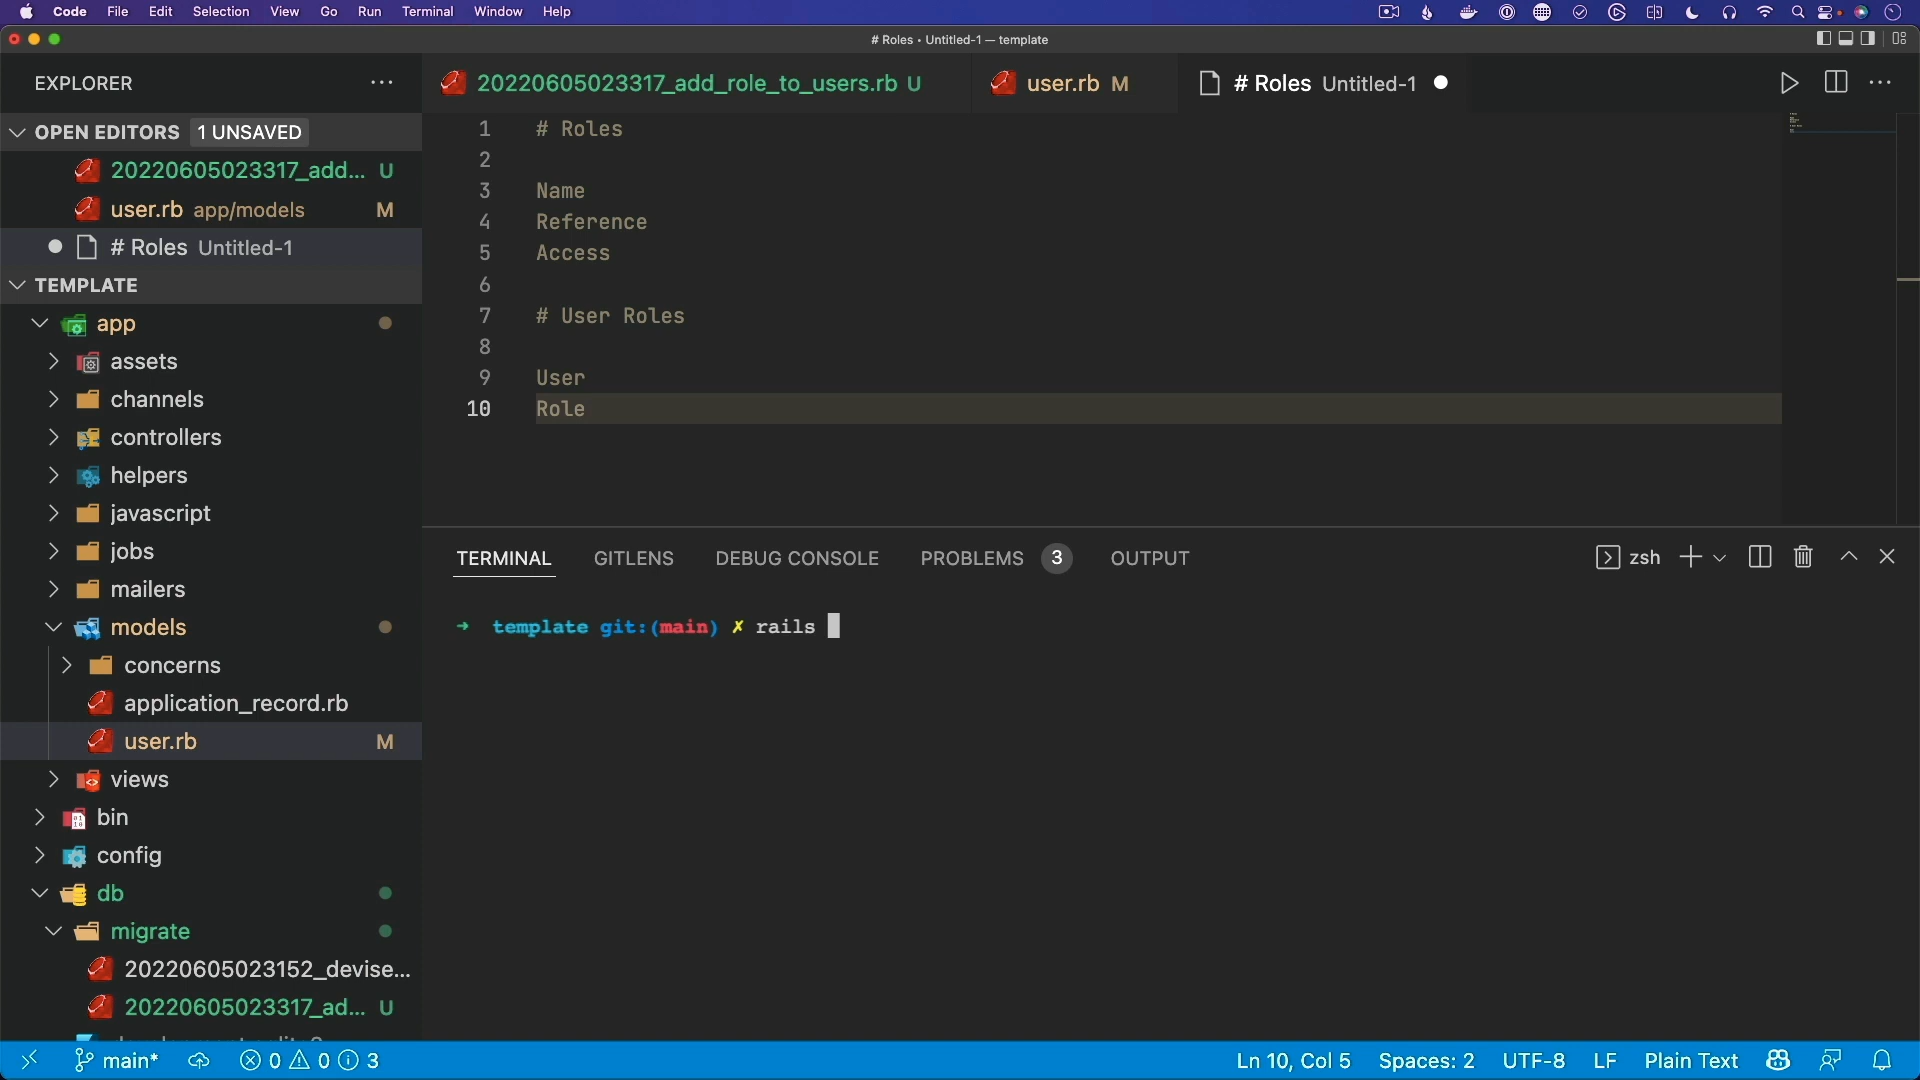 Code File Edit Selection View Go Run Terminal Window Help
# Roles • Untitled-1 — template
EXPLORER
20220605023317_add_role_to_users.rb U
user.rb M
# Roles Untitled-1
OPEN EDITORS 1 UNSAVED
20220605023317_add... U
user.rb app/models M
# Roles Untitled-1
TEMPLATE
app
assets
channels
controllers
helpers
javascript
jobs
mailers
models
concerns
application_record.rb
user.rb M
views
bin
config
db
migrate
20220605023152_devise...
20220605023317_ad... U
1 # Roles
2
3 Name
4 Reference
5 Access
6
7 # User Roles
8
9 User
10 Role
TERMINAL GITLENS DEBUG CONSOLE PROBLEMS 3 OUTPUT
zsh
➜ template git:(main) ✗ rails
main* 0 0 3
Ln 10, Col 5 Spaces: 2 UTF-8 LF Plain Text